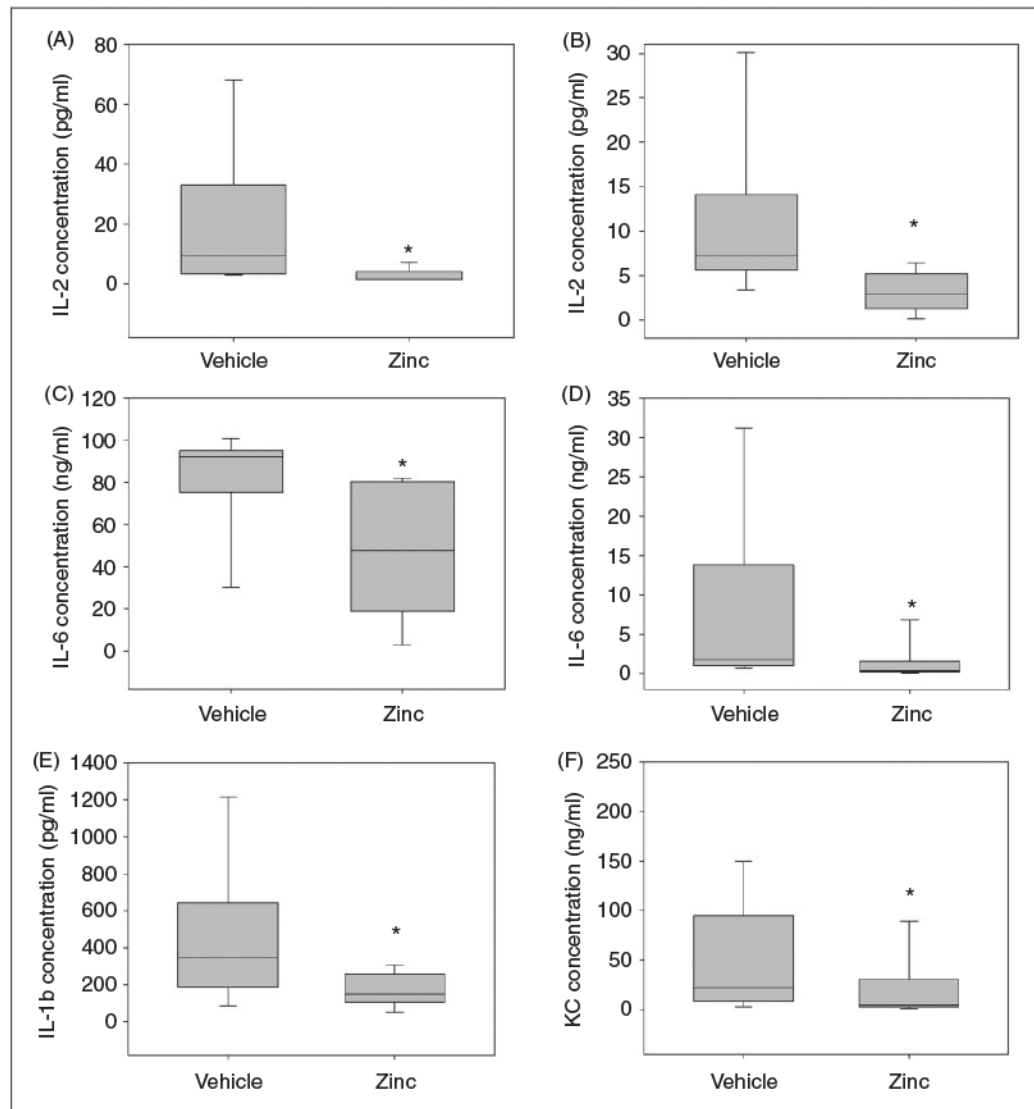 (A)
IL-2 concentration (pg/ml)
80
60
40
20
0
*
Vehicle Zinc
(B)
IL-2 concentration (pg/ml)
30
25
20
15
10
5
0
*
Vehicle Zinc
(C)
IL-6 concentration (ng/ml)
120
100
80
60
40
20
0
*
Vehicle Zinc
(D)
IL-6 concentration (ng/ml)
35
30
25
20
15
10
5
0
*
Vehicle Zinc
(E)
IL-1b concentration (pg/ml)
1400
1200
1000
800
600
400
200
0
*
Vehicle Zinc
(F)
KC concentration (ng/ml)
250
200
150
100
50
0
*
Vehicle Zinc